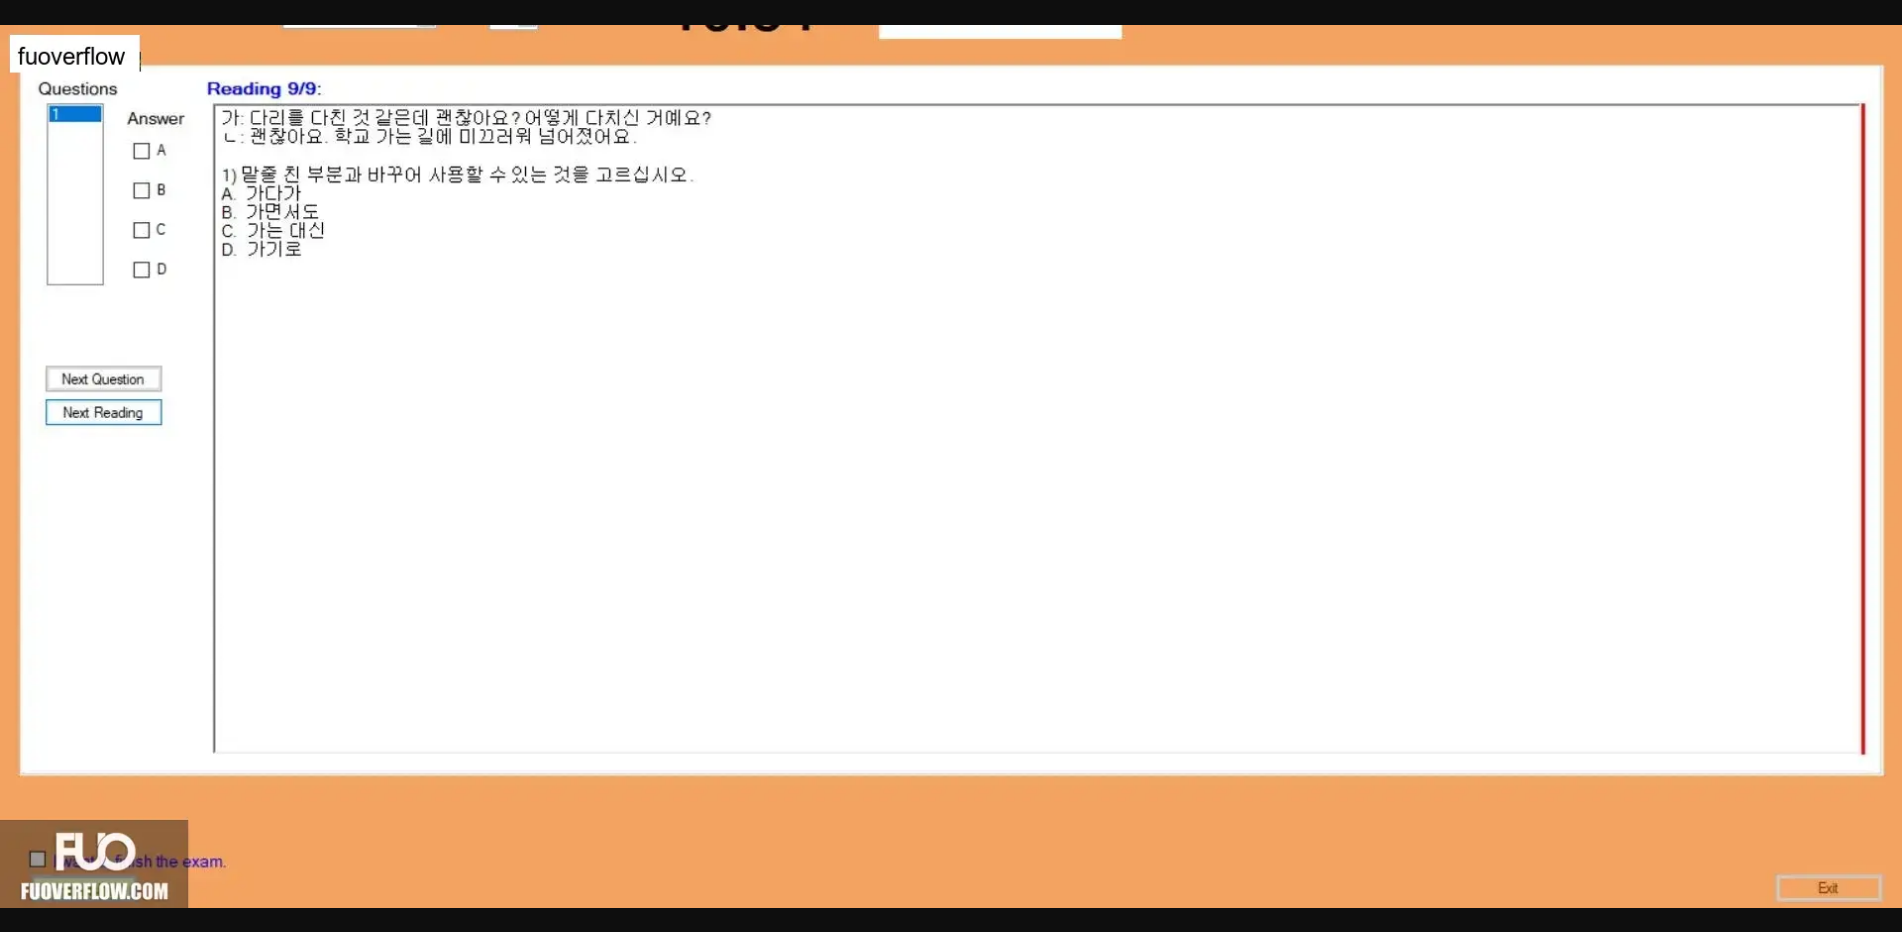 fuoverflow
Questions
Reading 9/9:
1
Answer
A
B
C
D
가: 다리를 다친 것 같은데 괜찮아요? 어떻게 다치신 거예요?
ㄴ: 괜찮아요. 학교 가는 길에 미끄러워 넘어졌어요.
1) 밑줄 친 부분과 바꾸어 사용할 수 있는 것을 고르십시오.
A. 가다가
B. 가면서도
C. 가는 대신
D. 가기로
Next Question
Next Reading
FUO
the exam.
FUOVERFLOW.COM
Exit